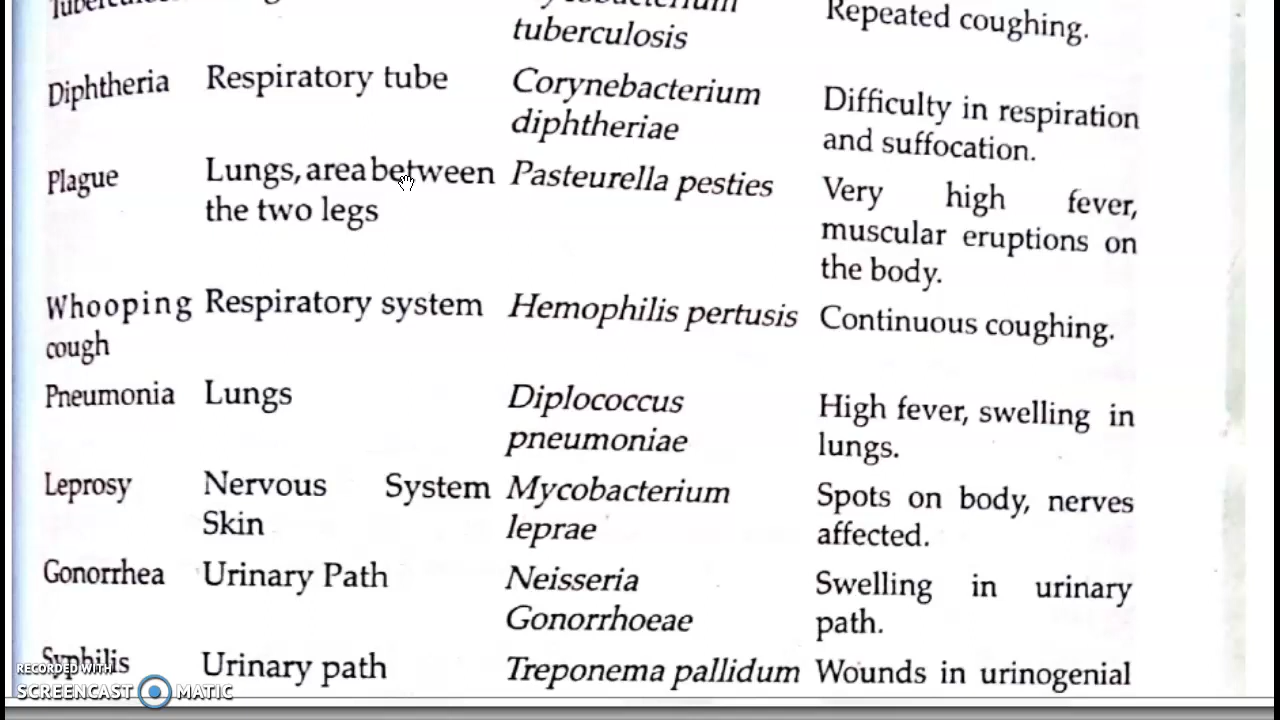 tuberculosis
Repeated coughing.
Diphtheria Respiratory tube Corynebacterium Difficulty in respiration
diphtheriae and suffocation.
Plague Lungs, area between Pasteurella pesties Very high fever,
the two legs muscular eruptions on
the body.
Whooping Respiratory system Hemophilis pertusis Continuous coughing.
cough
Pneumonia Lungs Diplococcus High fever, swelling in
pneumoniae lungs.
Leprosy Nervous System Mycobacterium Spots on body, nerves
Skin leprae affected.
Gonorrhea Urinary Path Neisseria Swelling in urinary
Gonorrhoeae path.
Syphilis Urinary path Treponema pallidum Wounds in urinogenial
RECORDED WITH
SCREENCAST MATIC